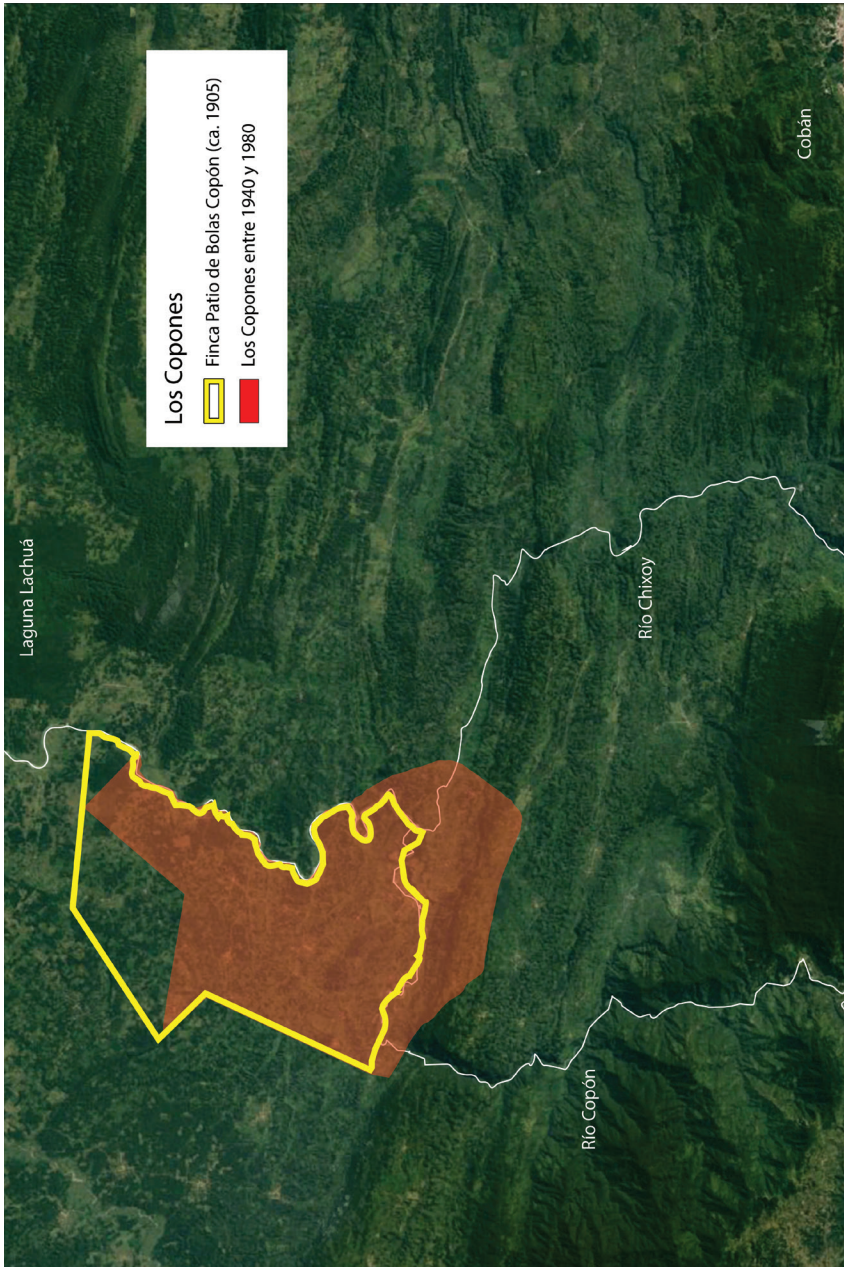 Laguna Lachuá
Los Copones
Finca Patio de Bolas Copón (ca. 1905)
Los Copones entre 1940 y 1980
Cobán
Río Chixoy
Río Copón